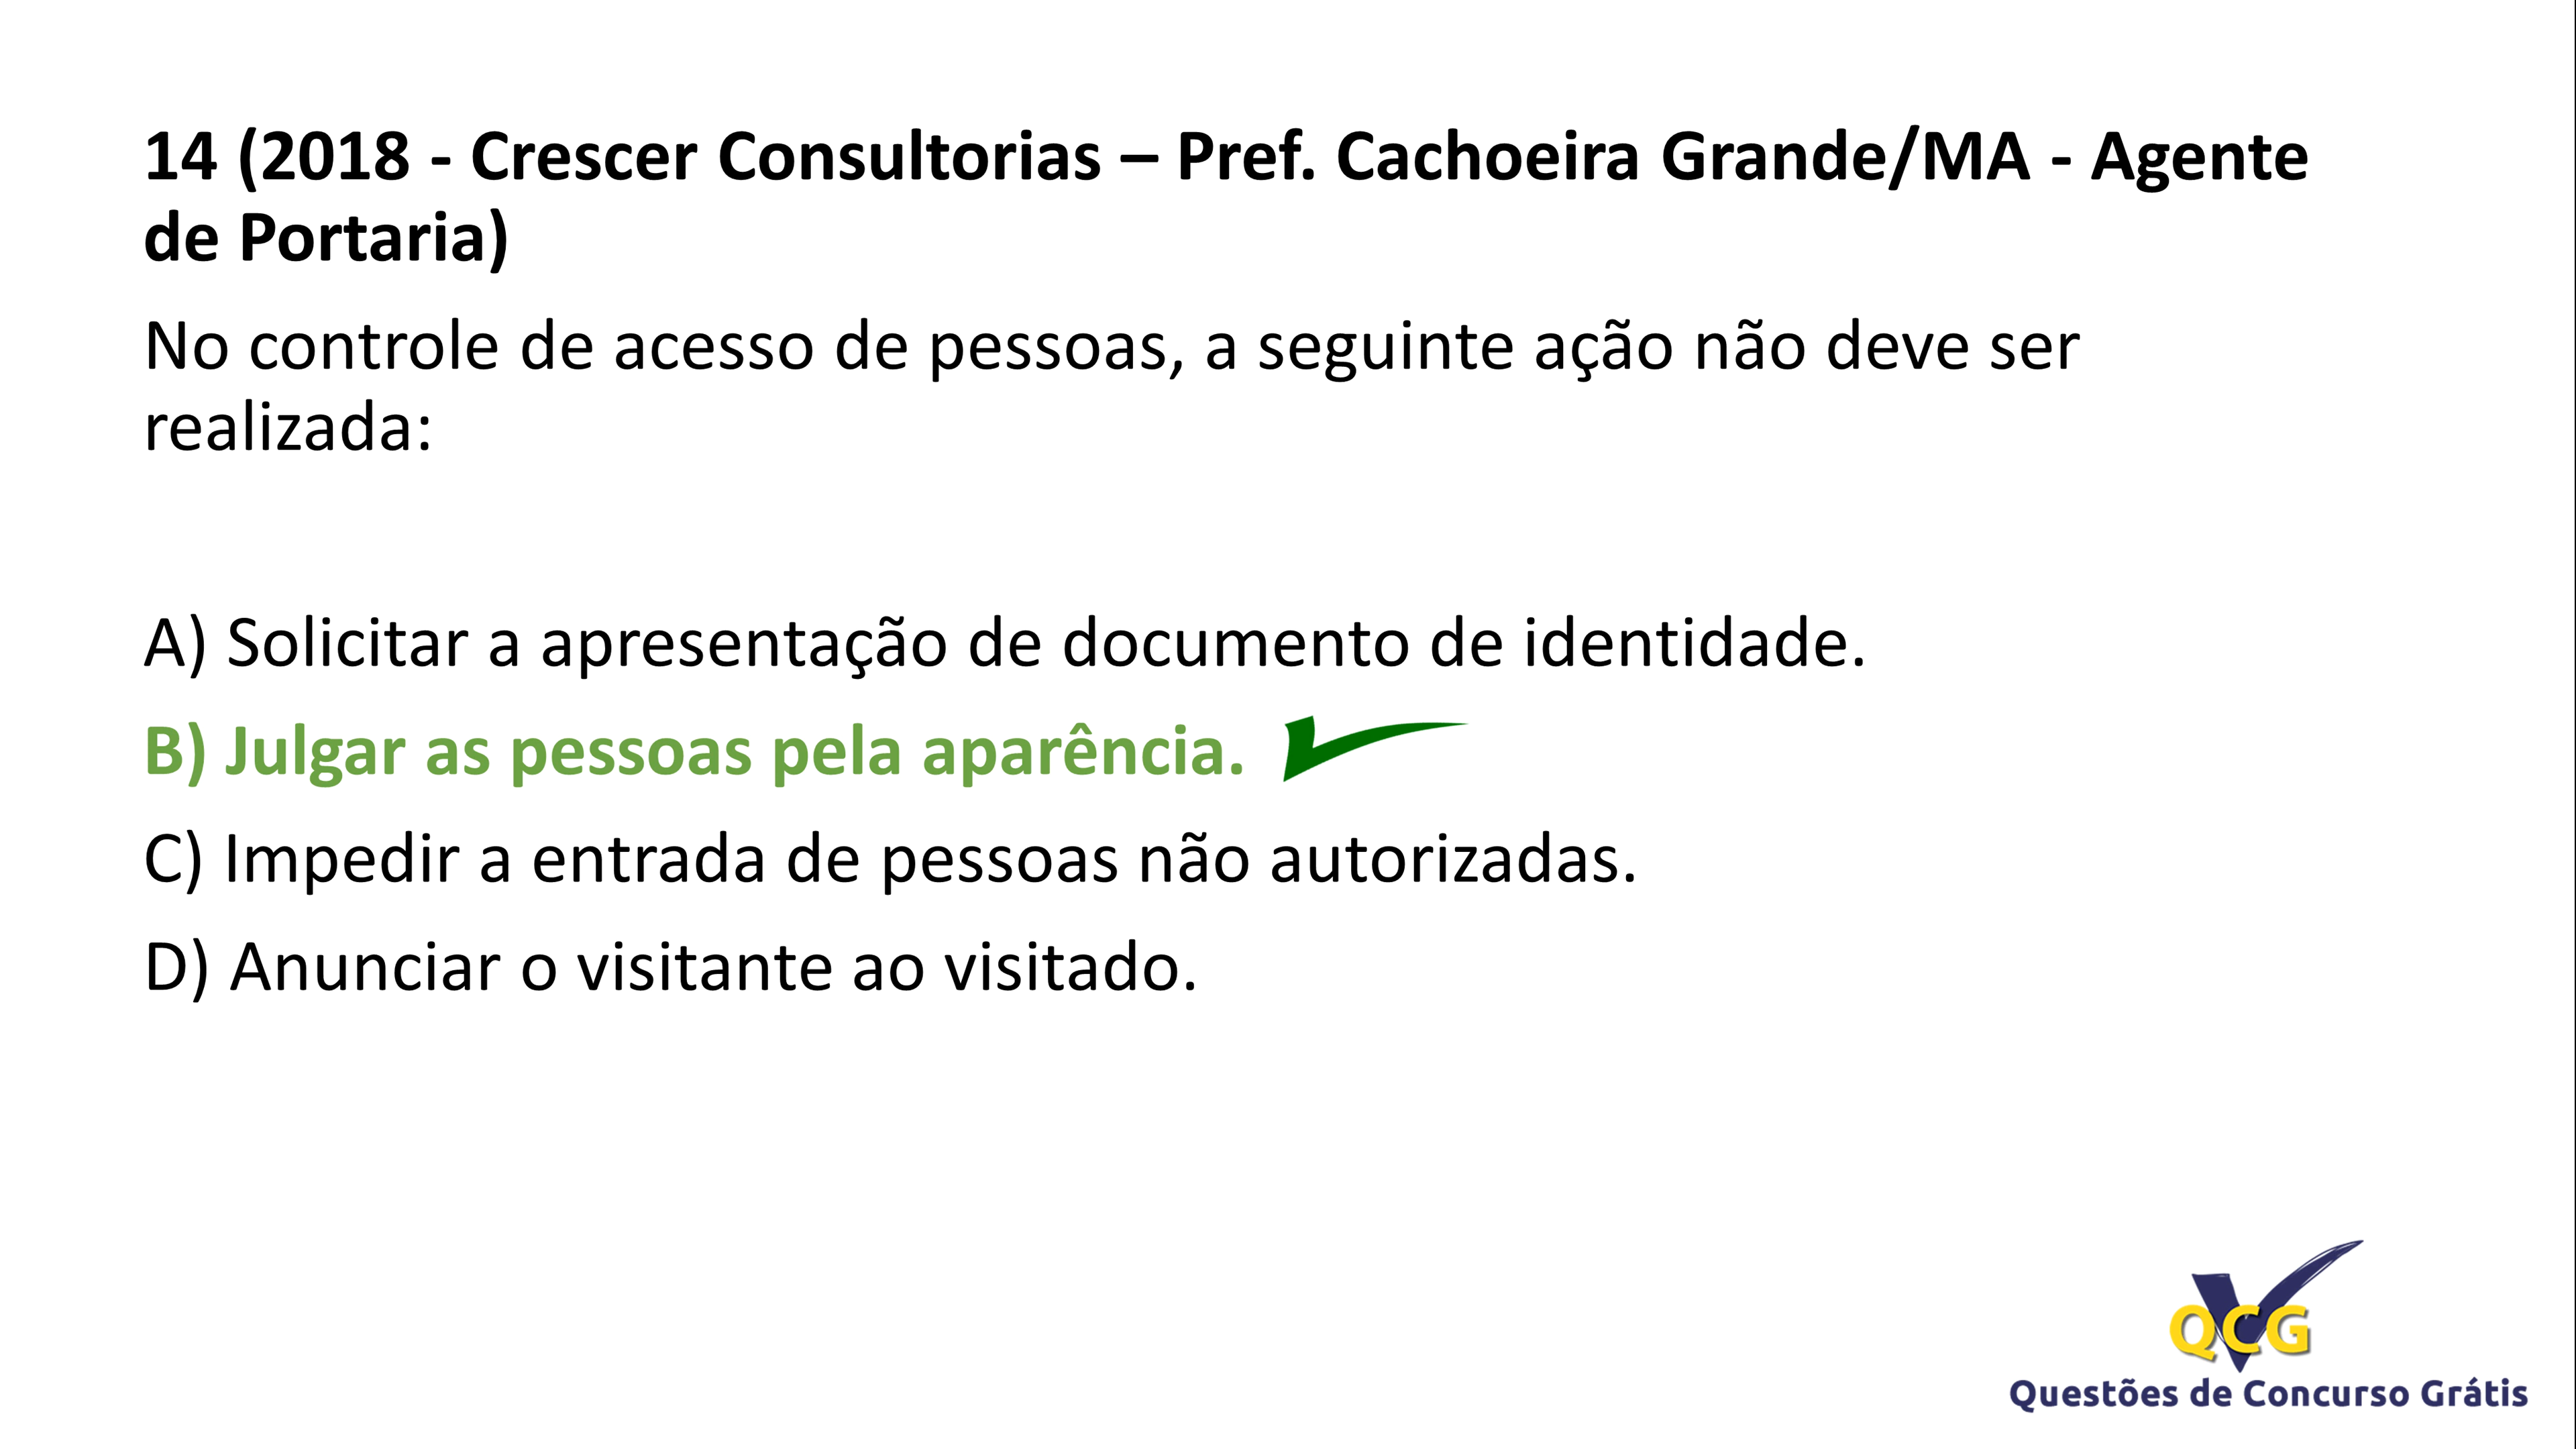 14 (2018 - Crescer Consultorias – Pref. Cachoeira Grande/MA - Agente
de Portaria)
No controle de acesso de pessoas, a seguinte ação não deve ser
realizada:
A) Solicitar a apresentação de documento de identidade.
B) Julgar as pessoas pela aparência.
C) Impedir a entrada de pessoas não autorizadas.
D) Anunciar o visitante ao visitado.
QCG
Questões de Concurso Grátis